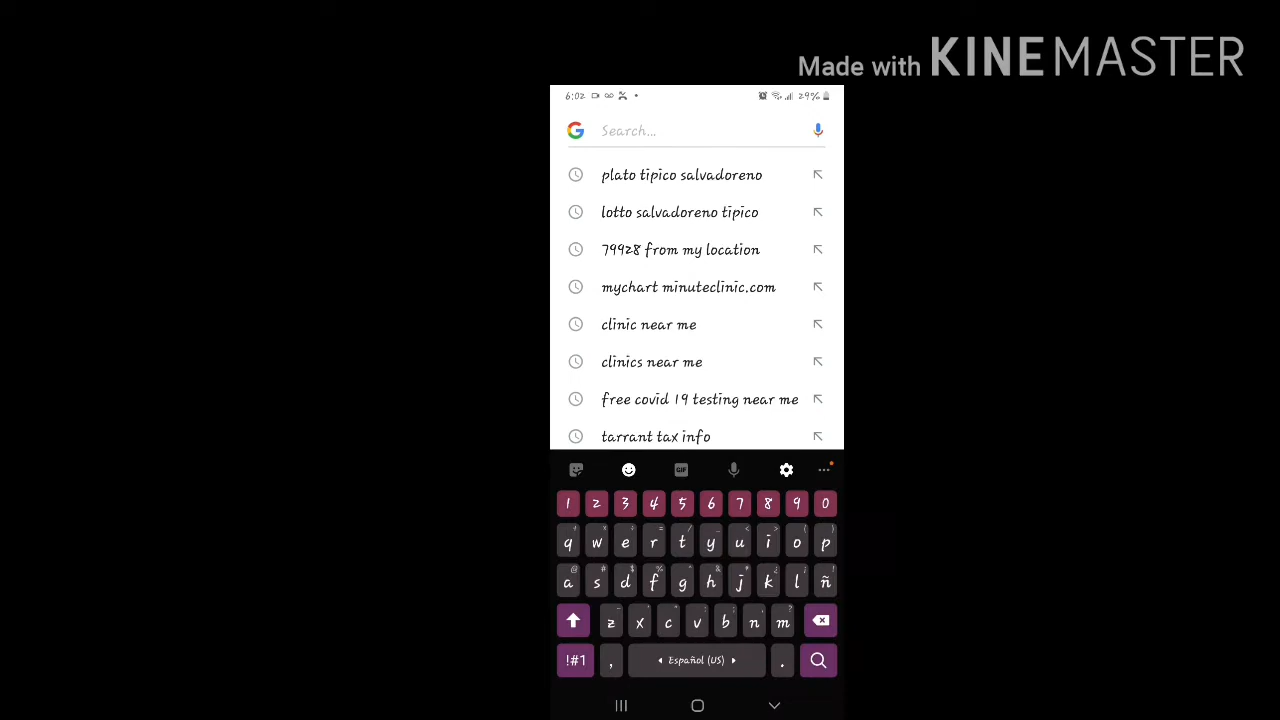 Made with KINEMASTER
6:02 29%
Search...
plato tipico salvadoreno
lotto salvadoreno tipico
79928 from my location
mychart minuteclinic.com
clinic near me
clinics near me
free covid 19 testing near me
tarrant tax info
GIF
1 2 3 4 5 6 7 8 9 0
q w e r t y u i o p
a s d f g h j k l ñ
z x c v b n m
!#1 , Español (US) .